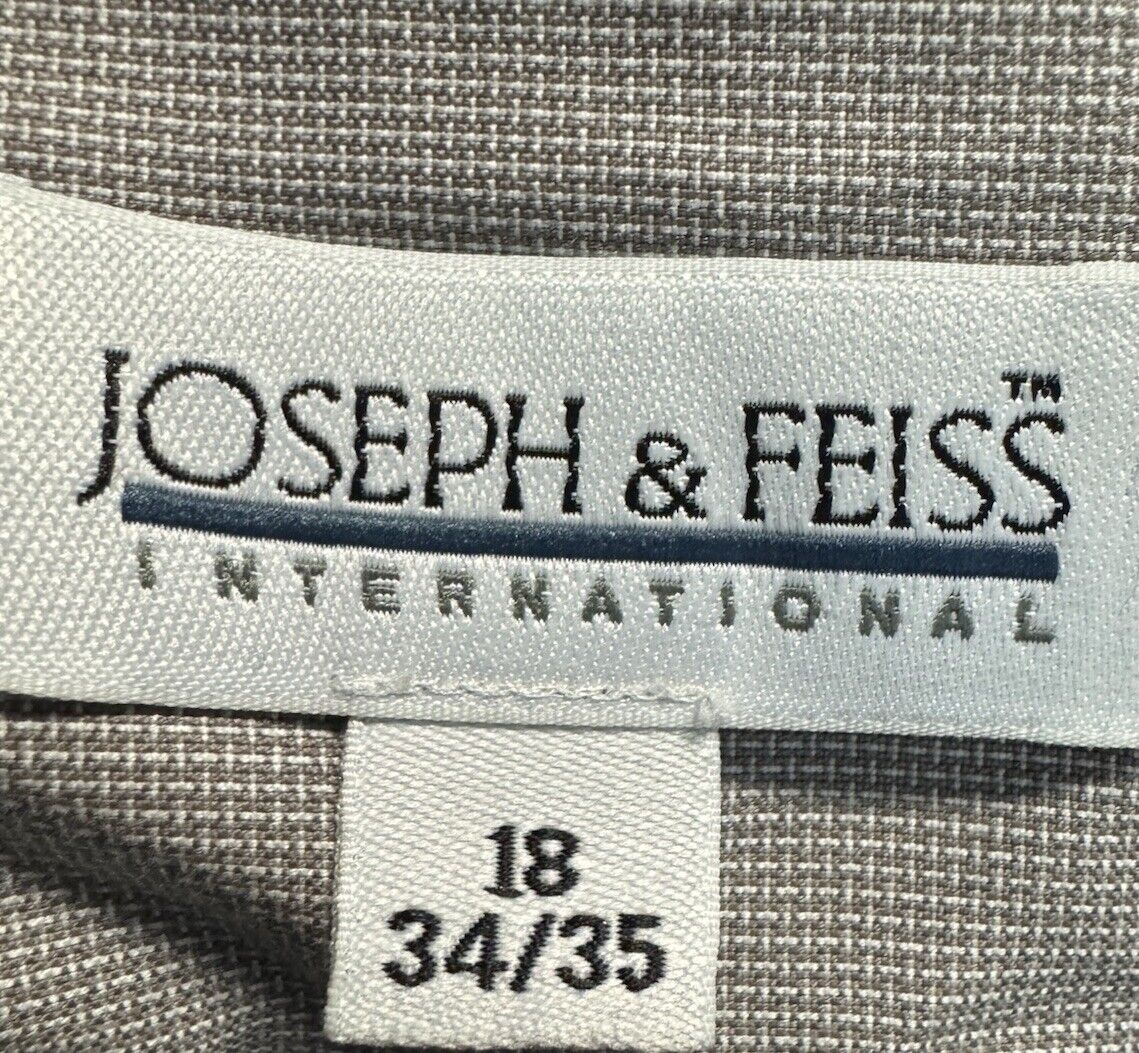 JOSEPH & FEISS™
INTERNATIONAL
18
34/35